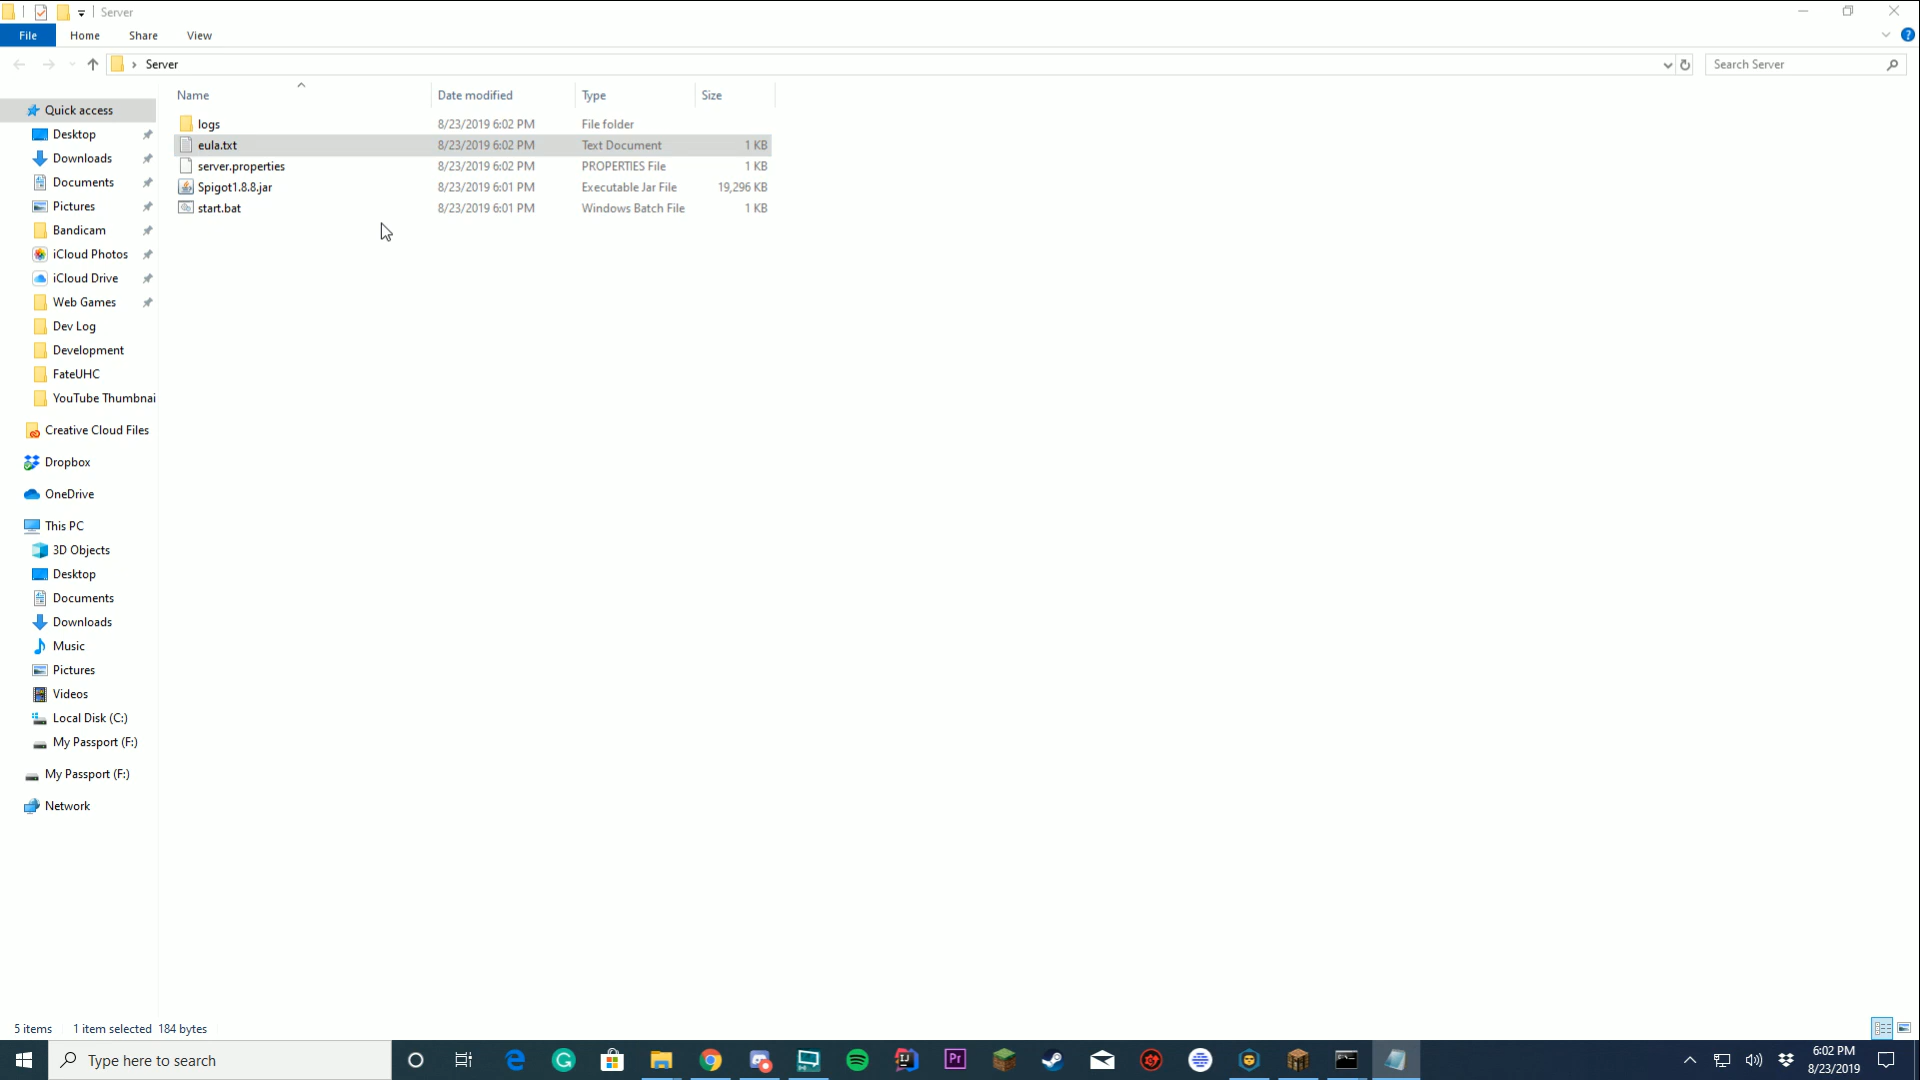 Server
File Home Share View
Server
Search Server
Name Date modified Type Size
logs 8/23/2019 6:02 PM File folder
eula.txt 8/23/2019 6:02 PM Text Document 1 KB
server.properties 8/23/2019 6:02 PM PROPERTIES File 1 KB
Spigot1.8.8.jar 8/23/2019 6:01 PM Executable Jar File 19,296 KB
start.bat 8/23/2019 6:01 PM Windows Batch File 1 KB
Quick access
Desktop
Downloads
Documents
Pictures
Bandicam
iCloud Photos
iCloud Drive
Web Games
Dev Log
Development
FateUHC
YouTube Thumbnai
Creative Cloud Files
Dropbox
OneDrive
This PC
3D Objects
Desktop
Documents
Downloads
Music
Pictures
Videos
Local Disk (C:)
My Passport (F:)
My Passport (F:)
Network
5 items 1 item selected 184 bytes
Type here to search
Pr
6:02 PM
8/23/2019